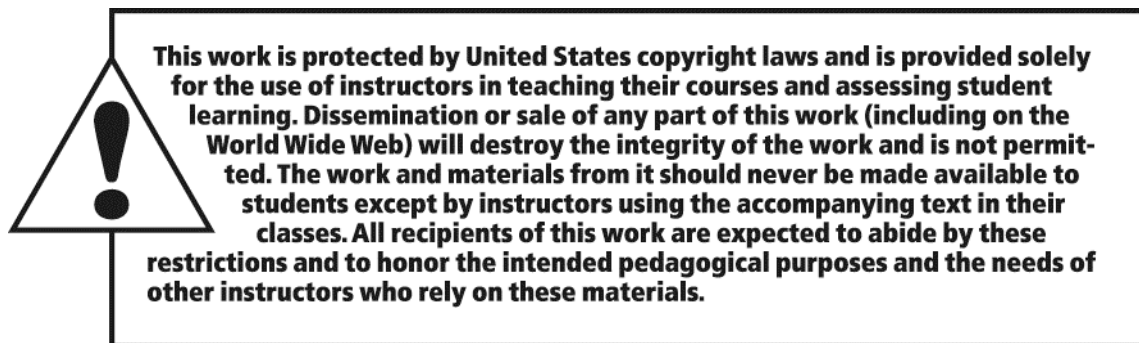 This work is protected by United States copyright laws and is provided solely
for the use of instructors in teaching their courses and assessing student
learning. Dissemination or sale of any part of this work (including on the
World Wide Web) will destroy the integrity of the work and is not permit-
ted. The work and materials from it should never be made available to
students except by instructors using the accompanying text in their
classes. All recipients of this work are expected to abide by these
restrictions and to honor the intended pedagogical purposes and the needs of
other instructors who rely on these materials.